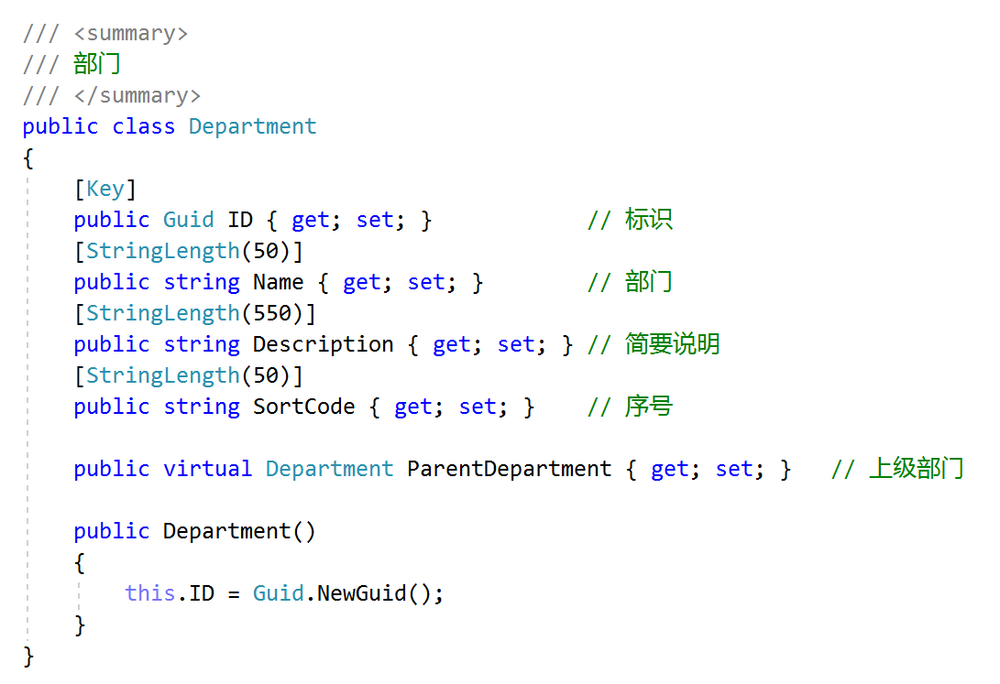 /// <summary>
/// 部门
/// </summary>
public class Department
{
    [Key]
    public Guid ID { get; set; }            // 标识
    [StringLength(50)]
    public string Name { get; set; }        // 部门
    [StringLength(550)]
    public string Description { get; set; } // 简要说明
    [StringLength(50)]
    public string SortCode { get; set; }    // 序号

    public virtual Department ParentDepartment { get; set; }   // 上级部门

    public Department()
    {
        this.ID = Guid.NewGuid();
    }
}